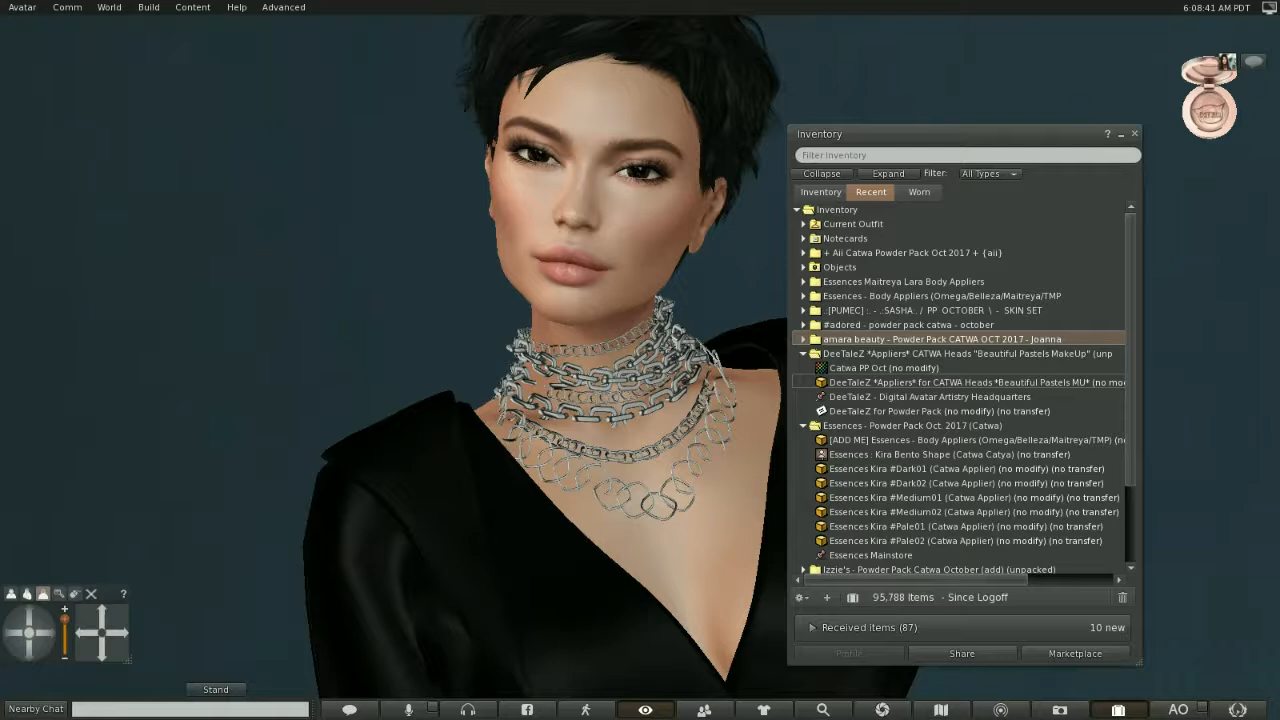 Avatar Comm World Build Content Help Advanced 6:08:41 AM PDT
Inventory ? _ ×
Filter Inventory
Collapse Expand Filter: All Types
Inventory Recent Worn
Inventory
Current Outfit
Notecards
+ Aii Catwa Powder Pack Oct 2017 + {aii}
Objects
Essences Maitreya Lara Body Appliers
Essences - Body Appliers (Omega/Belleza/Maitreya/TMP
.:[PUMEC] :. - ..SASHA.. / PP OCTOBER \ - SKIN SET
#adored - powder pack catwa - october
amara beauty - Powder Pack CATWA OCT 2017 - Joanna
DeeTaleZ *Appliers* CATWA Heads "Beautiful Pastels MakeUp" (unp
Catwa PP Oct (no modify)
DeeTaleZ *Appliers* for CATWA Heads *Beautiful Pastels MU* (no mo
DeeTaleZ - Digital Avatar Artistry Headquarters
DeeTaleZ for Powder Pack (no modify) (no transfer)
Essences - Powder Pack Oct. 2017 (Catwa)
[ADD ME] Essences - Body Appliers (Omega/Belleza/Maitreya/TMP) (n
Essences : Kira Bento Shape (Catwa Catya) (no transfer)
Essences Kira #Dark01 (Catwa Applier) (no modify) (no transfer)
Essences Kira #Dark02 (Catwa Applier) (no modify) (no transfer)
Essences Kira #Medium01 (Catwa Applier) (no modify) (no transfer)
Essences Kira #Medium02 (Catwa Applier) (no modify) (no transfer)
Essences Kira #Pale01 (Catwa Applier) (no modify) (no transfer)
Essences Kira #Pale02 (Catwa Applier) (no modify) (no transfer)
Essences Mainstore
Izzie's - Powder Pack Catwa October (add) (unpacked)
+ 95,788 Items - Since Logoff
Received items (87) 10 new
Profile Share Marketplace
?
+
-
Stand
Nearby Chat
AO